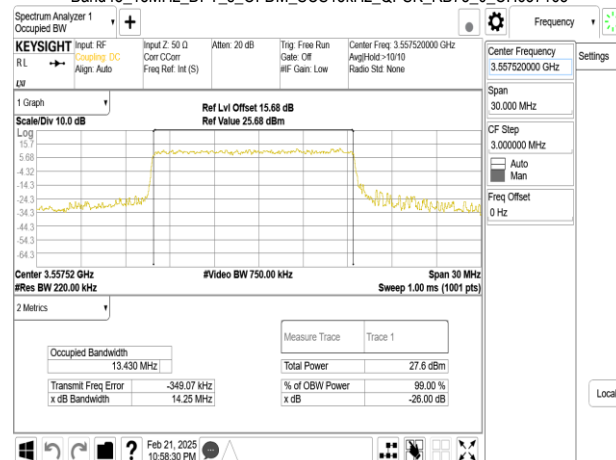 Spectrum Analyzer 1
Occupied BW
Frequency
KEYSIGHT
RL
LXI
Input: RF
Coupling: DC
Align: Auto
Input Z: 50 Ω
Corr CCorr
Freq Ref: Int (S)
Atten: 20 dB
Trig: Free Run
Gate: Off
#IF Gain: Low
Center Freq: 3.557520000 GHz
Avg|Hold:>10/10
Radio Std: None
Center Frequency
3.557520000 GHz
Settings
Span
30.000 MHz
CF Step
3.000000 MHz
Auto
Man
Freq Offset
0 Hz
Local
1 Graph
Ref Lvl Offset 15.68 dB
Scale/Div 10.0 dB
Ref Value 25.68 dBm
Log
15.7
5.68
-4.32
-14.3
-24.3
-34.3
-44.3
-54.3
-64.3
Center 3.55752 GHz
#Video BW 750.00 kHz
Span 30 MHz
#Res BW 220.00 kHz
Sweep 1.00 ms (1001 pts)
2 Metrics
Measure Trace
Trace 1
Occupied Bandwidth
13.430 MHz
Total Power
27.6 dBm
Transmit Freq Error
-349.07 kHz
% of OBW Power
99.00 %
x dB Bandwidth
14.25 MHz
x dB
-26.00 dB
?
Feb 21, 2025
10:58:30 PM